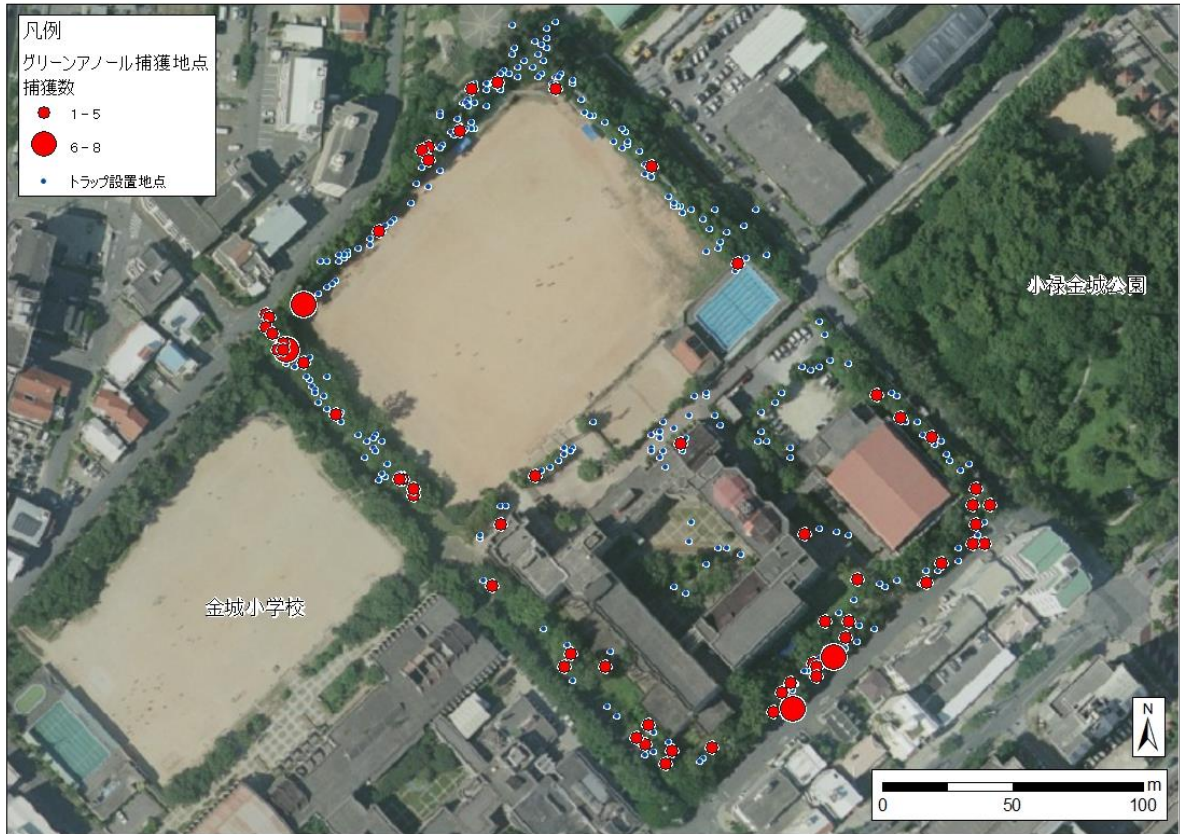 凡例
グリーンアノール捕獲地点
捕獲数
1-5
6-8
トラップ設置地点
小禄金城公園
金城小学校
N
m
0 50 100